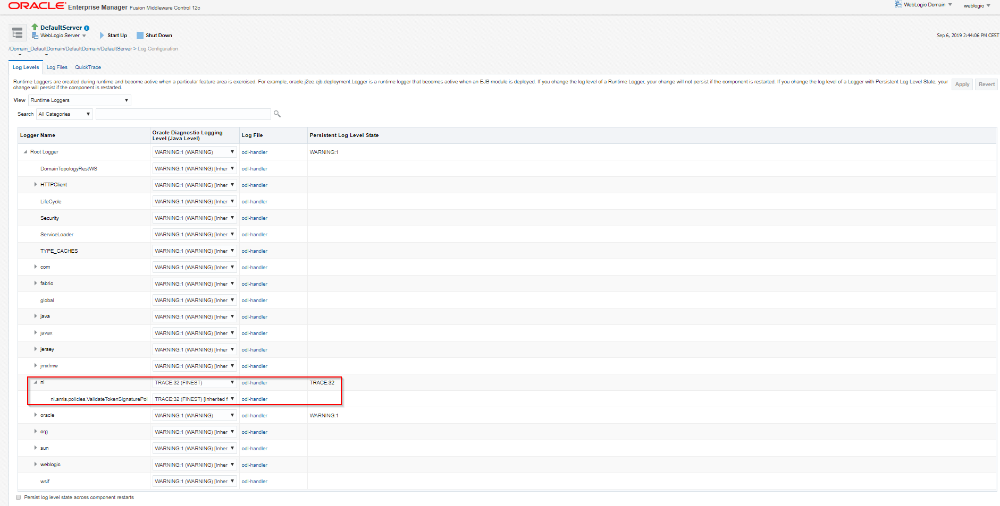 ORACLE Enterprise Manager Fusion Middleware Control 12c
WebLogic Domain weblogic
DefaultServer
WebLogic Server Start Up Shut Down
Sep 6, 2019 2:44:06 PM CEST
/Domain_DefaultDomain/DefaultDomain/DefaultServer > Log Configuration
Log Levels Log Files QuickTrace
Runtime Loggers are created during runtime and become active when a particular feature area is exercised. For example, oracle.j2ee.ejb.deployment.Logger is a runtime logger that becomes active when an EJB module is deployed. If you change the log level of a Runtime Logger, your change will not persist if the component is restarted. If you change the log level of a Logger with Persistent Log Level State, your
change will persist if the component is restarted.
Apply Revert
View Runtime Loggers
Search All Categories
Logger Name Oracle Diagnostic Logging Level (Java Level) Log File Persistent Log Level State
Root Logger WARNING:1 (WARNING) odl-handler WARNING:1
DomainTopologyRestWS WARNING:1 (WARNING) [Inher odl-handler
HTTPClient WARNING:1 (WARNING) [Inher odl-handler
LifeCycle WARNING:1 (WARNING) [Inher odl-handler
Security WARNING:1 (WARNING) [Inher odl-handler
ServiceLoader WARNING:1 (WARNING) [Inher odl-handler
TYPE_CACHES WARNING:1 (WARNING) [Inher odl-handler
com WARNING:1 (WARNING) [Inher odl-handler
fabric WARNING:1 (WARNING) [Inher odl-handler
global WARNING:1 (WARNING) [Inher odl-handler
java WARNING:1 (WARNING) [Inher odl-handler
javax WARNING:1 (WARNING) [Inher odl-handler
jersey WARNING:1 (WARNING) [Inher odl-handler
jmxfmw WARNING:1 (WARNING) [Inher odl-handler
nl TRACE:32 (FINEST) odl-handler TRACE:32
nl.amis.policies.ValidateTokenSignaturePol TRACE:32 (FINEST) [Inherited f odl-handler
oracle WARNING:1 (WARNING) odl-handler WARNING:1
org WARNING:1 (WARNING) [Inher odl-handler
sun WARNING:1 (WARNING) [Inher odl-handler
weblogic WARNING:1 (WARNING) [Inher odl-handler
wsif WARNING:1 (WARNING) [Inher odl-handler
Persist log level state across component restarts